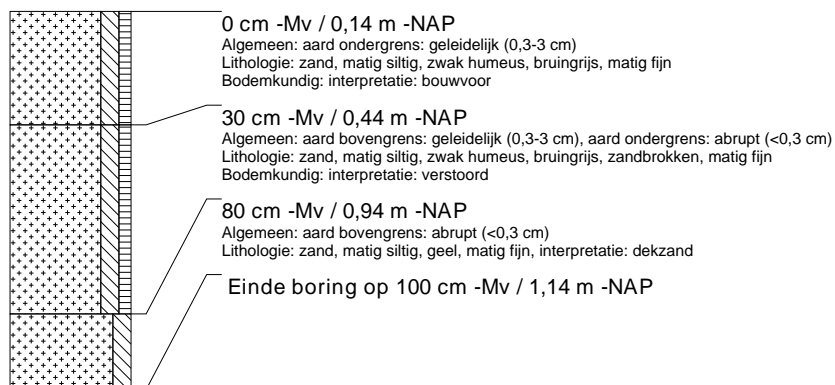 0 cm -Mv / 0,14 m -NAP
Algemeen: aard ondergrens: geleidelijk (0,3-3 cm)
Lithologie: zand, matig siltig, zwak humeus, bruingrijs, matig fijn
Bodemkundig: interpretatie: bouwvoor
30 cm -Mv / 0,44 m -NAP
Algemeen: aard bovengrens: geleidelijk (0,3-3 cm), aard ondergrens: abrupt (<0,3 cm)
Lithologie: zand, matig siltig, zwak humeus, bruingrijs, zandbrokken, matig fijn
Bodemkundig: interpretatie: verstoord
80 cm -Mv / 0,94 m -NAP
Algemeen: aard bovengrens: abrupt (<0,3 cm)
Lithologie: zand, matig siltig, geel, matig fijn, interpretatie: dekzand
Einde boring op 100 cm -Mv / 1,14 m -NAP